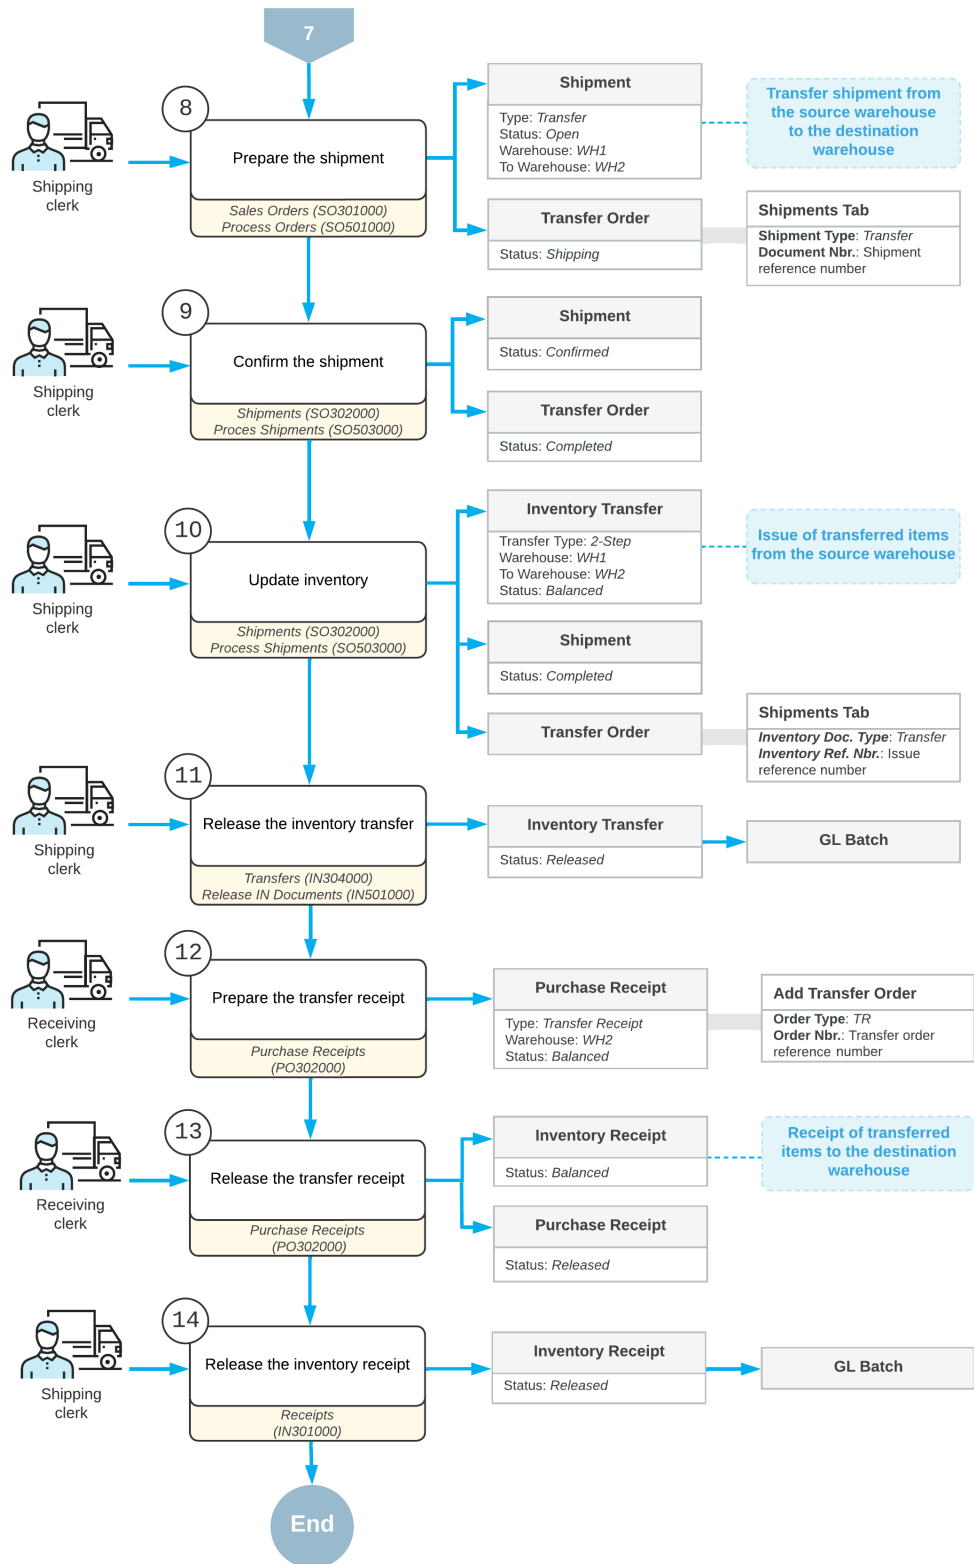 7
8
Prepare the shipment
Sales Orders (SO301000)
Process Orders (SO501000)
Shipping
clerk
Shipment
Type: Transfer
Status: Open
Warehouse: WH1
To Warehouse: WH2
Transfer shipment from
the source warehouse
to the destination
warehouse
Transfer Order
Status: Shipping
Shipments Tab
Shipment Type: Transfer
Document Nbr.: Shipment
reference number
9
Confirm the shipment
Shipments (SO302000)
Proces Shipments (SO503000)
Shipping
clerk
Shipment
Status: Confirmed
Transfer Order
Status: Completed
10
Update inventory
Shipments (SO302000)
Process Shipments (SO503000)
Shipping
clerk
Inventory Transfer
Transfer Type: 2-Step
Warehouse: WH1
To Warehouse: WH2
Status: Balanced
Issue of transferred items
from the source warehouse
Shipment
Status: Completed
Transfer Order
Shipments Tab
Inventory Doc. Type: Transfer
Inventory Ref. Nbr.: Issue
reference number
11
Release the inventory transfer
Transfers (IN304000)
Release IN Documents (IN501000)
Shipping
clerk
Inventory Transfer
Status: Released
GL Batch
12
Prepare the transfer receipt
Purchase Receipts
(PO302000)
Receiving
clerk
Purchase Receipt
Type: Transfer Receipt
Warehouse: WH2
Status: Balanced
Add Transfer Order
Order Type: TR
Order Nbr.: Transfer order
reference number
13
Release the transfer receipt
Purchase Receipts
(PO302000)
Receiving
clerk
Inventory Receipt
Status: Balanced
Receipt of transferred
items to the destination
warehouse
Purchase Receipt
Status: Released
14
Release the inventory receipt
Receipts
(IN301000)
Shipping
clerk
Inventory Receipt
Status: Released
GL Batch
End